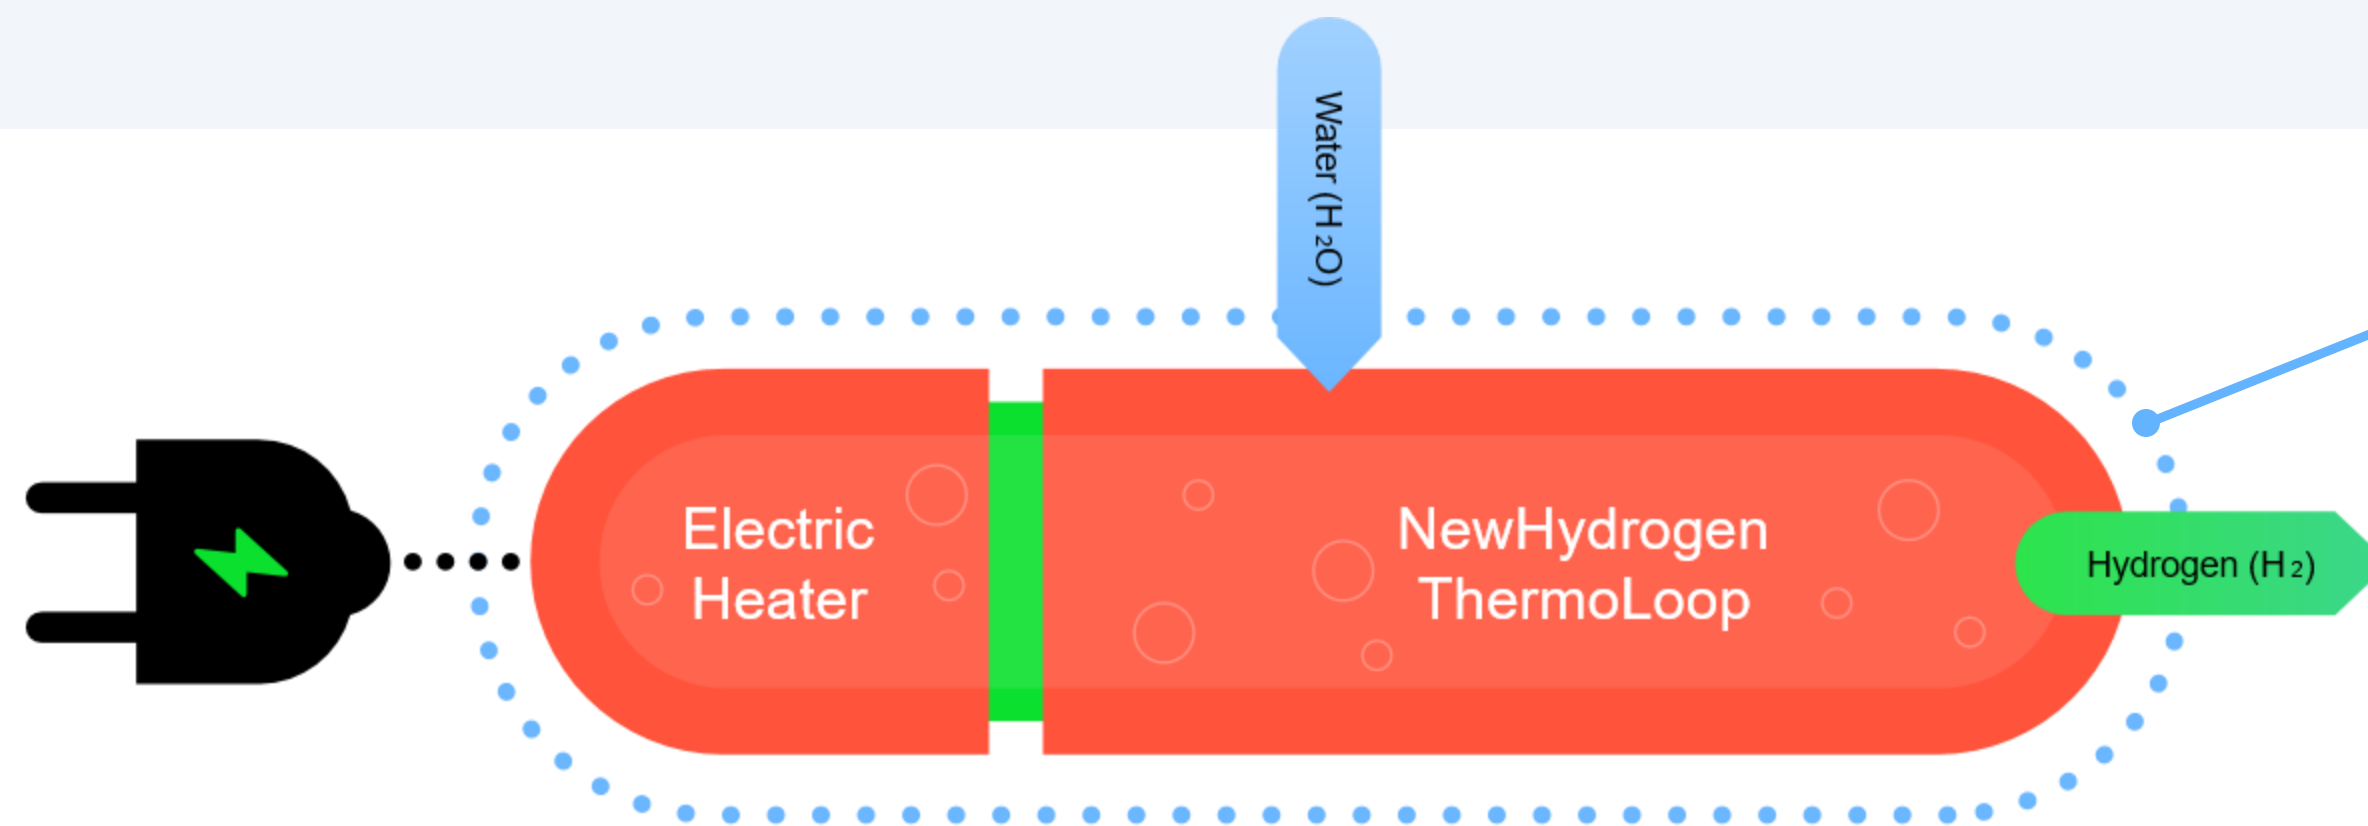 Water (H₂O)
Electric
Heater
NewHydrogen
ThermoLoop
Hydrogen (H₂)